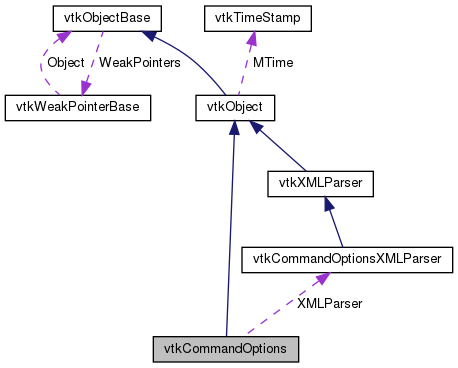 vtkObjectBase
vtkTimeStamp
Object
WeakPointers
MTime
vtkWeakPointerBase
vtkObject
vtkXMLParser
vtkCommandOptionsXMLParser
XMLParser
vtkCommandOptions